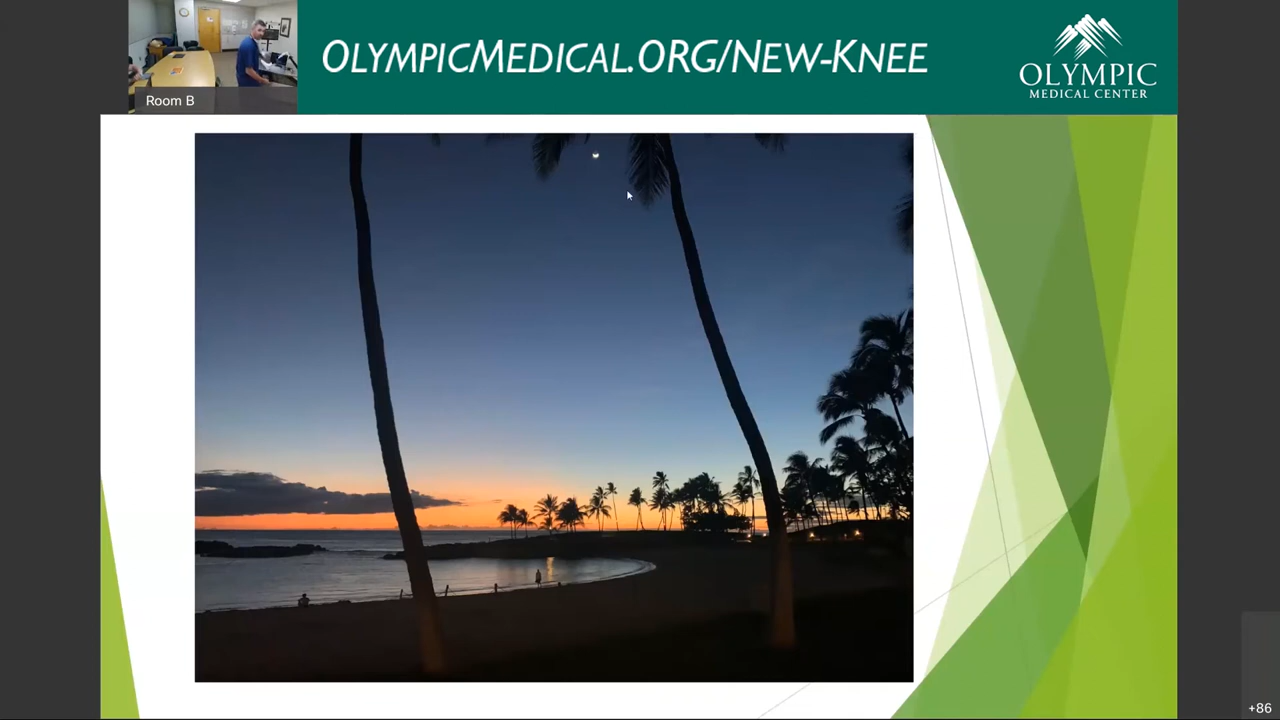 OLYMPICMEDICAL.ORG/NEW-KNEE
OLYMPIC
MEDICAL CENTER
Room B
+86